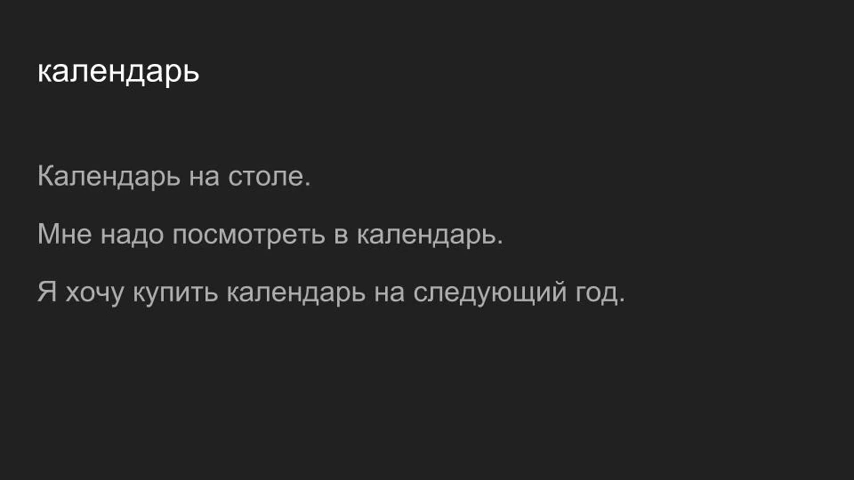 календарь
Календарь на столе.
Мне надо посмотреть в календарь.
Я хочу купить календарь на следующий год.